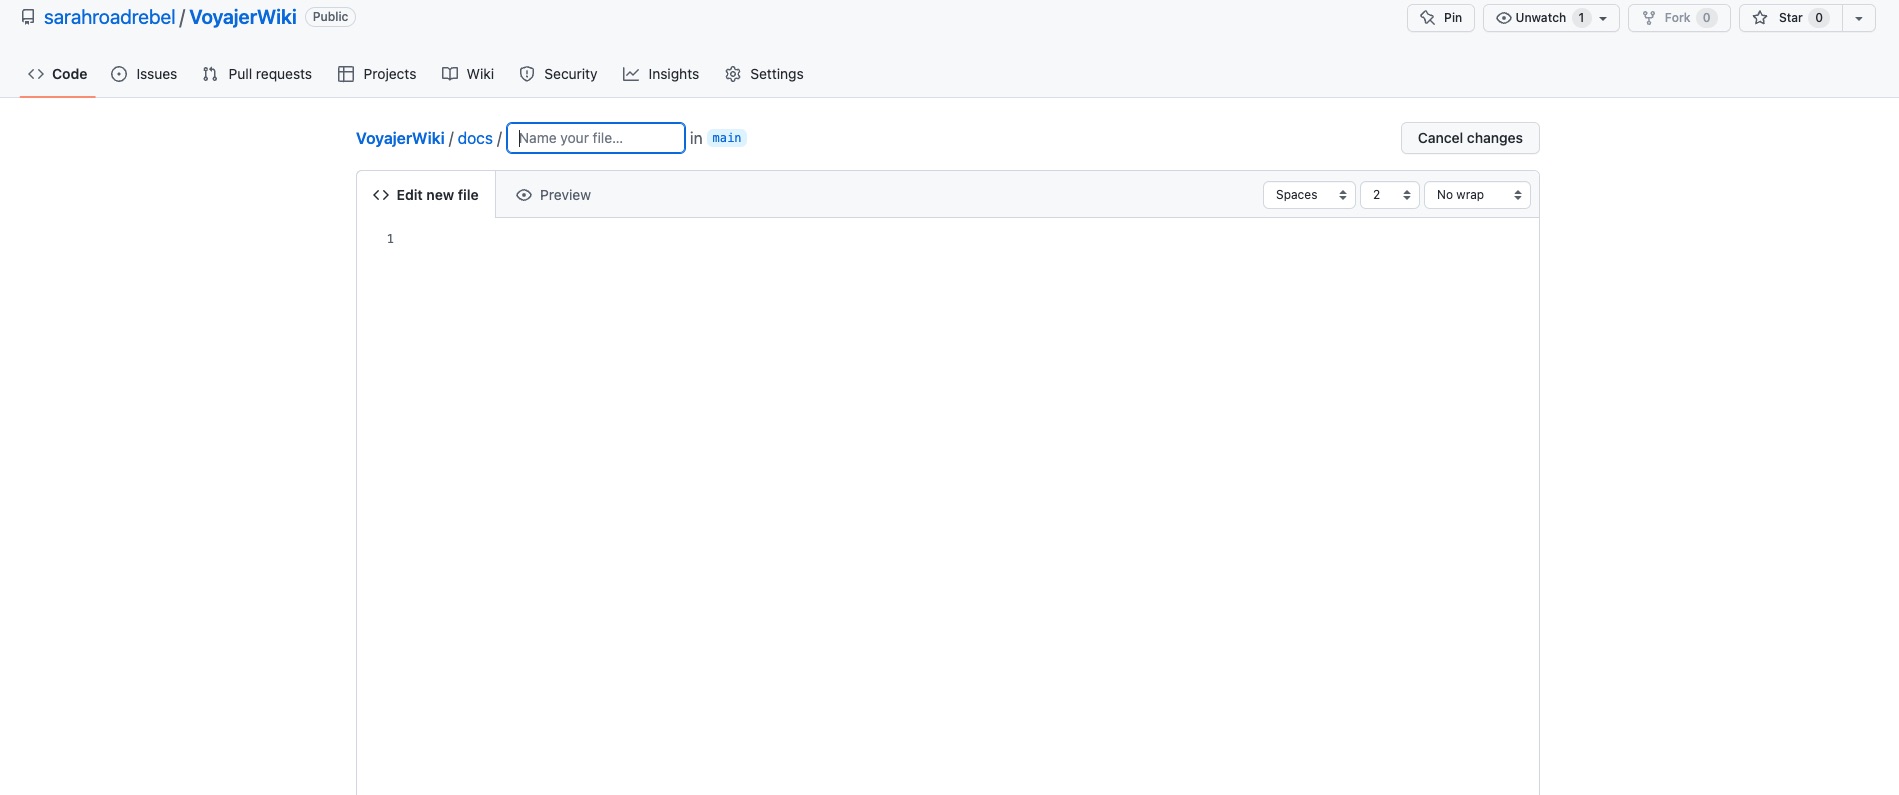 sarahroadrebel / VoyajerWiki Public
Pin Unwatch 1 Fork 0 Star 0
Code Issues Pull requests Projects Wiki Security Insights Settings
VoyajerWiki / docs / Name your file... in main Cancel changes
Edit new file Preview Spaces 2 No wrap
1